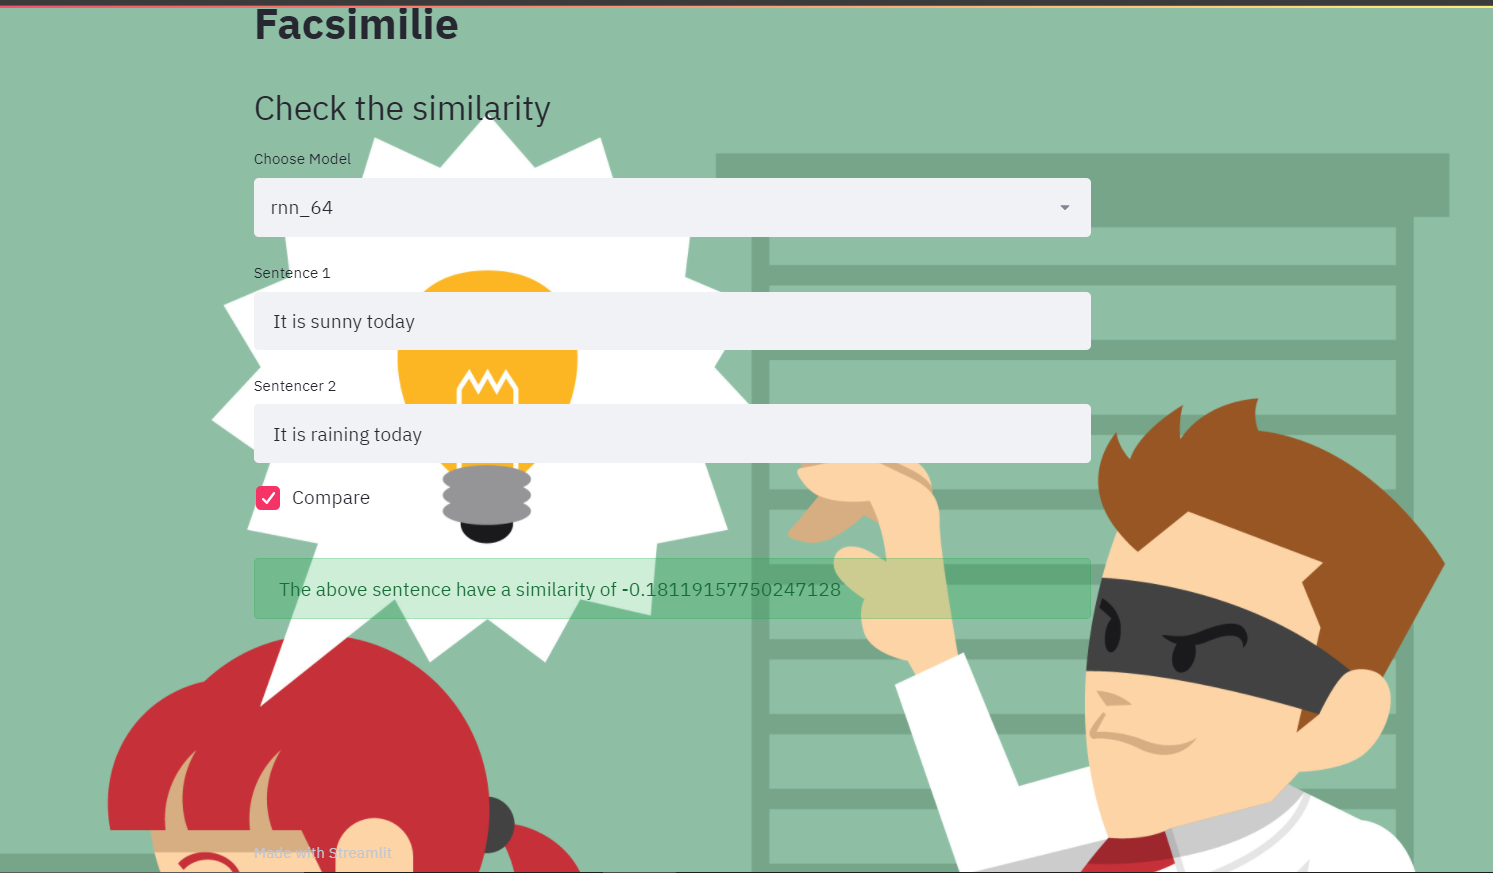 Facsimilie
Check the similarity
Choose Model
rnn_64
Sentence 1
It is sunny today
Sentencer 2
It is raining today
Compare
The above sentence have a similarity of -0.18119157750247128
Made with Streamlit